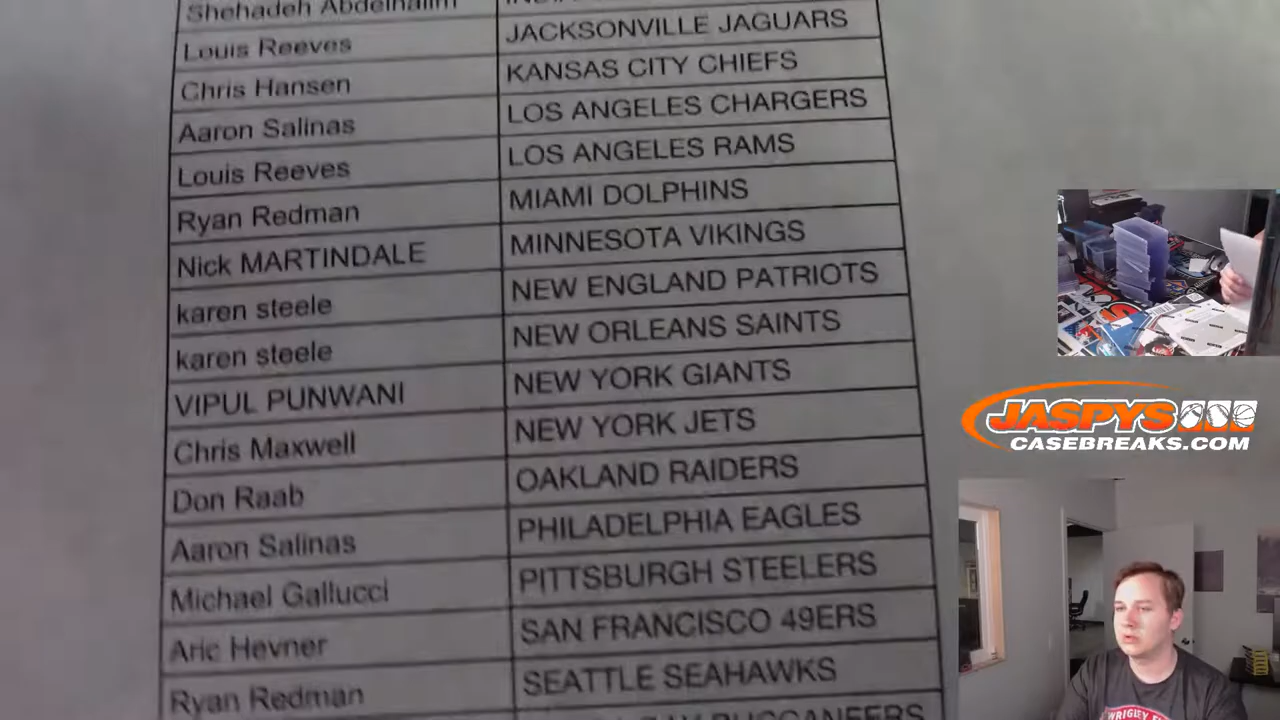 Shehadeh Abdelhalim
Louis Reeves JACKSONVILLE JAGUARS
Chris Hansen KANSAS CITY CHIEFS
Aaron Salinas LOS ANGELES CHARGERS
Louis Reeves LOS ANGELES RAMS
Ryan Redman MIAMI DOLPHINS
Nick MARTINDALE MINNESOTA VIKINGS
karen steele NEW ENGLAND PATRIOTS
karen steele NEW ORLEANS SAINTS
VIPUL PUNWANI NEW YORK GIANTS
Chris Maxwell NEW YORK JETS
Don Raab OAKLAND RAIDERS
Aaron Salinas PHILADELPHIA EAGLES
Michael Gallucci PITTSBURGH STEELERS
Aric Hevner SAN FRANCISCO 49ERS
Ryan Redman SEATTLE SEAHAWKS
BUCCANEERS
JASPYS
CASEBREAKS.COM